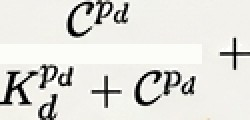 𝒞^{p_d}
K_d^{p_d} + 𝒞^{p_d} +